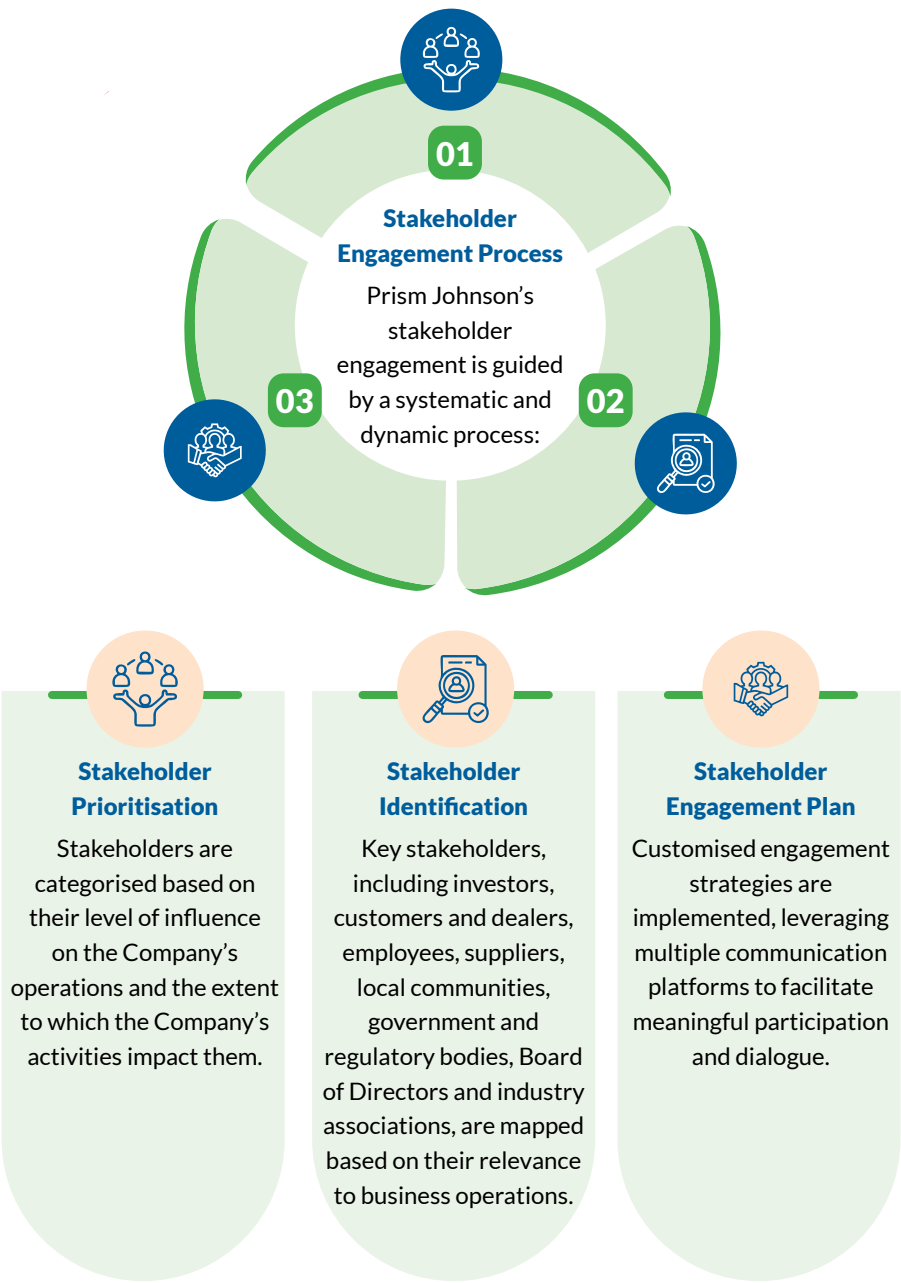 01
Stakeholder
Engagement Process
Prism Johnson’s
stakeholder
engagement is guided
by a systematic and
dynamic process:
03
02
Stakeholder
Prioritisation
Stakeholders are
categorised based on
their level of influence
on the Company’s
operations and the extent
to which the Company’s
activities impact them.
Stakeholder
Identification
Key stakeholders,
including investors,
customers and dealers,
employees, suppliers,
local communities,
government and
regulatory bodies, Board
of Directors and industry
associations, are mapped
based on their relevance
to business operations.
Stakeholder
Engagement Plan
Customised engagement
strategies are
implemented, leveraging
multiple communication
platforms to facilitate
meaningful participation
and dialogue.